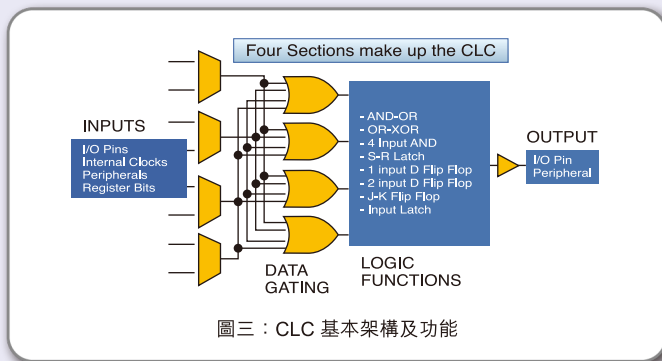 Four Sections make up the CLC
INPUTS
I/O Pins
Internal Clocks
Peripherals
Register Bits
DATA
GATING
- AND-OR
- OR-XOR
- 4 Input AND
- S-R Latch
- 1 input D Flip Flop
- 2 input D Flip Flop
- J-K Flip Flop
- Input Latch
LOGIC
FUNCTIONS
OUTPUT
I/O Pin
Peripheral
圖三：CLC 基本架構及功能